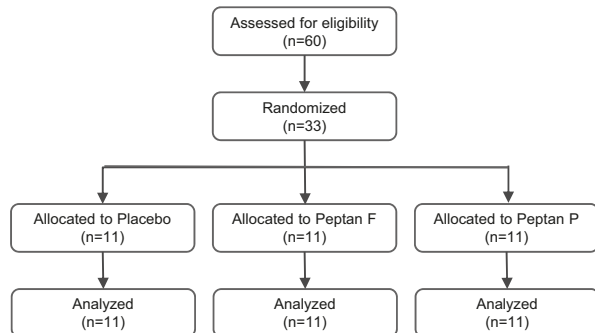 Assessed for eligibility
(n=60)
Randomized
(n=33)
Allocated to Placebo
(n=11)
Allocated to Peptan F
(n=11)
Allocated to Peptan P
(n=11)
Analyzed
(n=11)
Analyzed
(n=11)
Analyzed
(n=11)